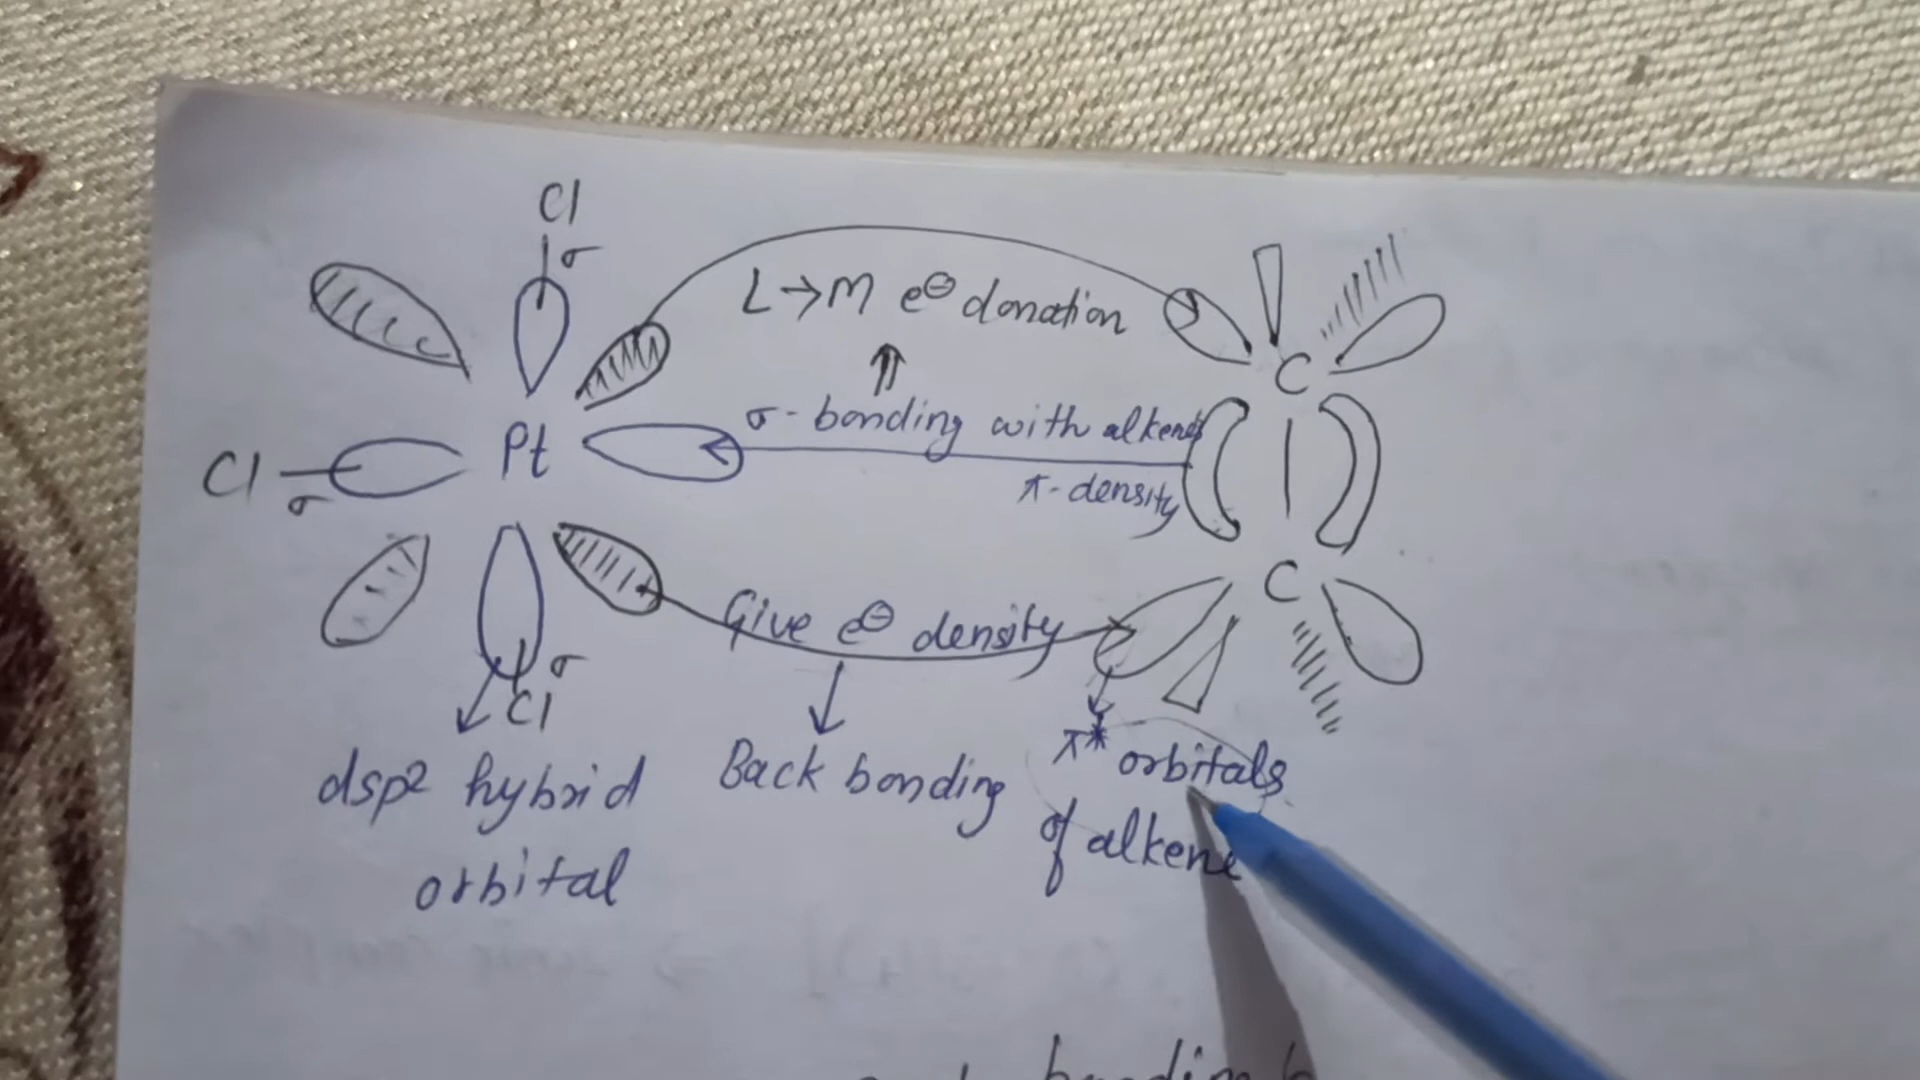 Cl
σ
L→M e⊖ donation
⇑
C
σ-bonding with alkene's
Pt
Cl
σ
π-density
C
Give e⊖ density
σ
Cl
dsp² hybrid
orbital
Back bonding
π* orbitals
of alkene